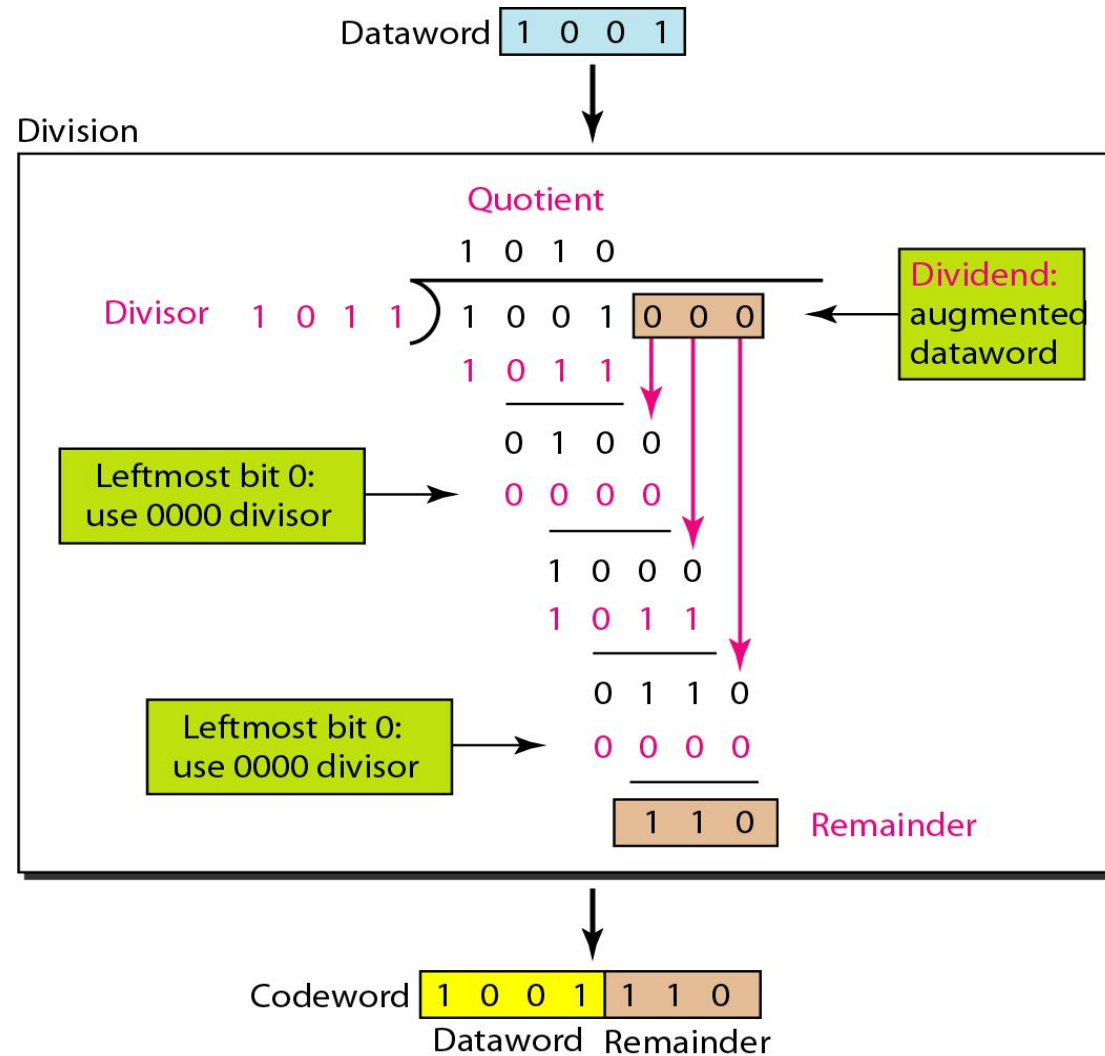 Dataword 1 0 0 1
Division
Quotient
1 0 1 0
Divisor 1 0 1 1 1 0 0 1 0 0 0
Dividend:
augmented
dataword
1 0 1 1
0 1 0 0
Leftmost bit 0:
use 0000 divisor
0 0 0 0
1 0 0 0
1 0 1 1
0 1 1 0
Leftmost bit 0:
use 0000 divisor
0 0 0 0
1 1 0 Remainder
Codeword 1 0 0 1 1 1 0
Dataword Remainder